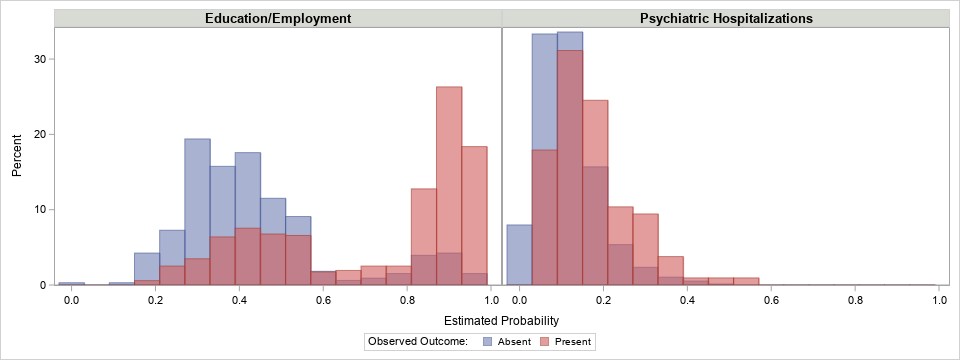 Education/Employment
Psychiatric Hospitalizations
Percent
30
20
10
0
0.0 0.2 0.4 0.6 0.8 1.0
0.0 0.2 0.4 0.6 0.8 1.0
Estimated Probability
Observed Outcome: Absent Present